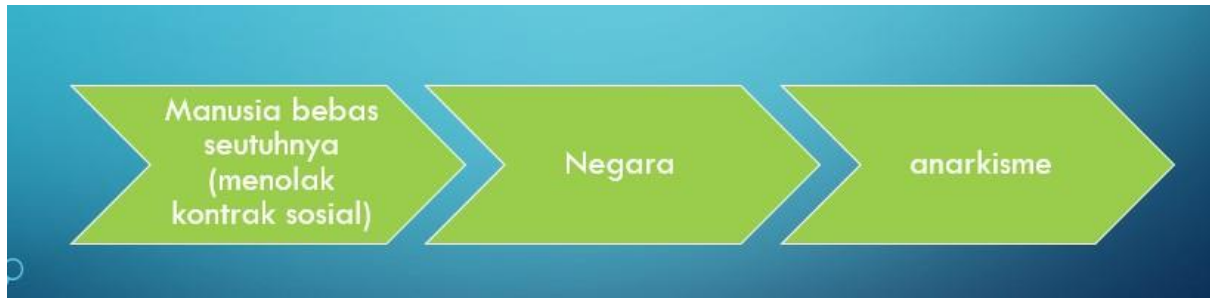 Manusia bebas
seutuhnya
(menolak
kontrak sosial)
Negara
anarkisme